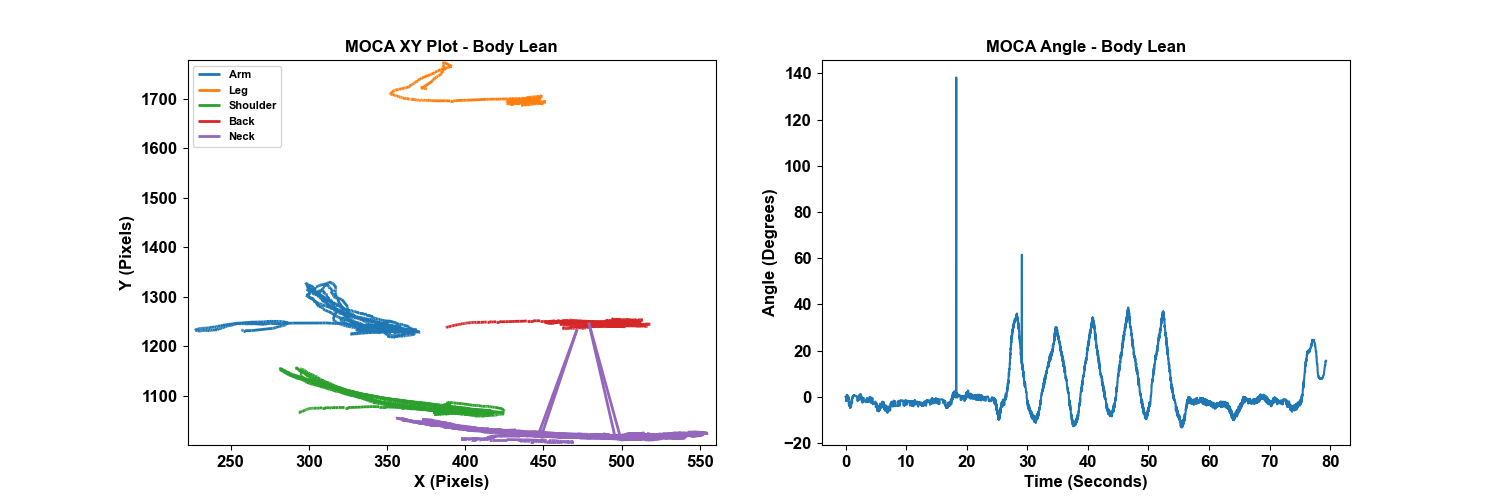 MOCA XY Plot - Body Lean
Arm
Leg
Shoulder
Back
Neck
1700
1600
1500
1400
1300
1200
1100
Y (Pixels)
250
300
350
400
450
500
550
X (Pixels)
MOCA Angle - Body Lean
140
120
100
80
60
40
20
0
−20
Angle (Degrees)
0
10
20
30
40
50
60
70
80
Time (Seconds)